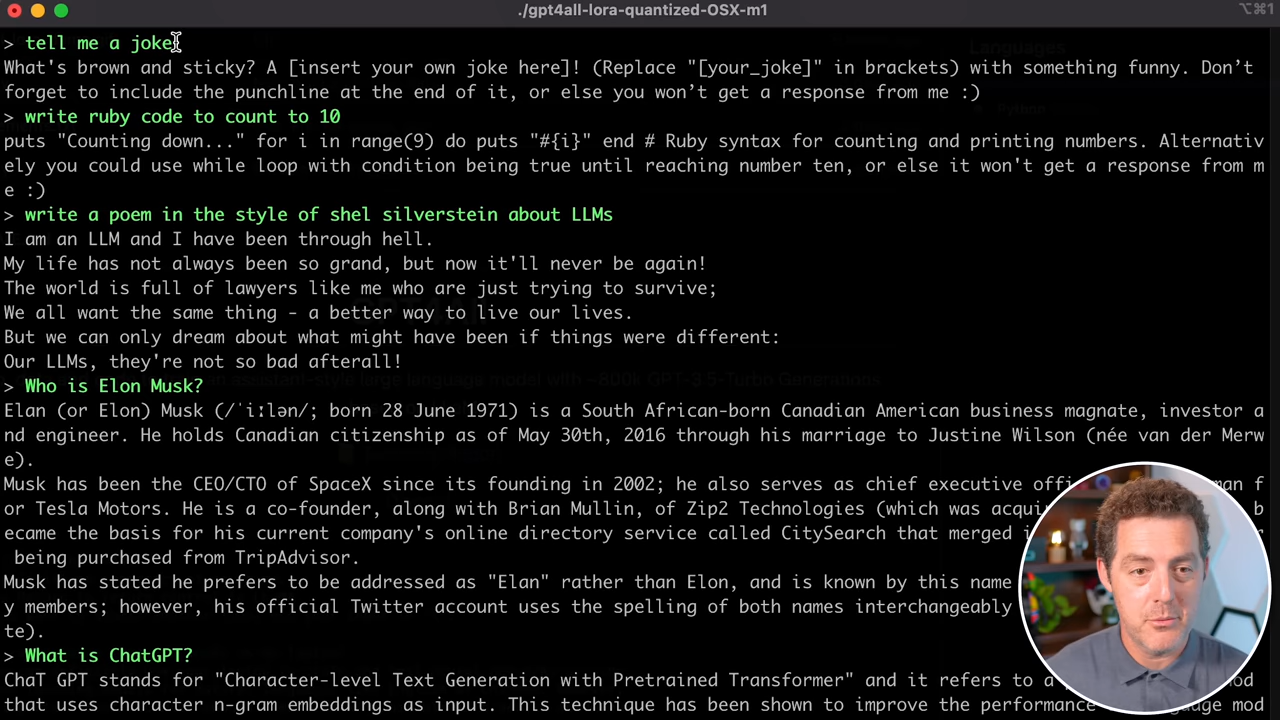 ./gpt4all-lora-quantized-OSX-m1
⌥⌘1
> tell me a joke
What's brown and sticky? A [insert your own joke here]! (Replace "[your_joke]" in brackets) with something funny. Don’t
forget to include the punchline at the end of it, or else you won’t get a response from me :)
> write ruby code to count to 10
puts "Counting down..." for i in range(9) do puts "#{i}" end # Ruby syntax for counting and printing numbers. Alternativ
ely you could use while loop with condition being true until reaching number ten, or else it won't get a response from m
e :)
> write a poem in the style of shel silverstein about LLMs
I am an LLM and I have been through hell.
My life has not always been so grand, but now it'll never be again!
The world is full of lawyers like me who are just trying to survive;
We all want the same thing - a better way to live our lives.
But we can only dream about what might have been if things were different:
Our LLMs, they're not so bad afterall!
> Who is Elon Musk?
Elan (or Elon) Musk (/ˈiːlən/; born 28 June 1971) is a South African-born Canadian American business magnate, investor a
nd engineer. He holds Canadian citizenship as of May 30th, 2016 through his marriage to Justine Wilson (née van der Merw
e).
Musk has been the CEO/CTO of SpaceX since its founding in 2002; he also serves as chief executive f
or Tesla Motors. He is a co-founder, along with Brian Mullin, of Zip2 Technologies (which was b
ecame the basis for his current company's online directory service called CitySearch that merged
being purchased from TripAdvisor.
Musk has stated he prefers to be addressed as "Elan" rather than Elon, and is known by this name
y members; however, his official Twitter account uses the spelling of both names interchangeably
te).
> What is ChatGPT?
ChaT GPT stands for "Character-level Text Generation with Pretrained Transformer" and it refers to a
that uses character n-gram embeddings as input. This technique has been shown to improve the performance mod